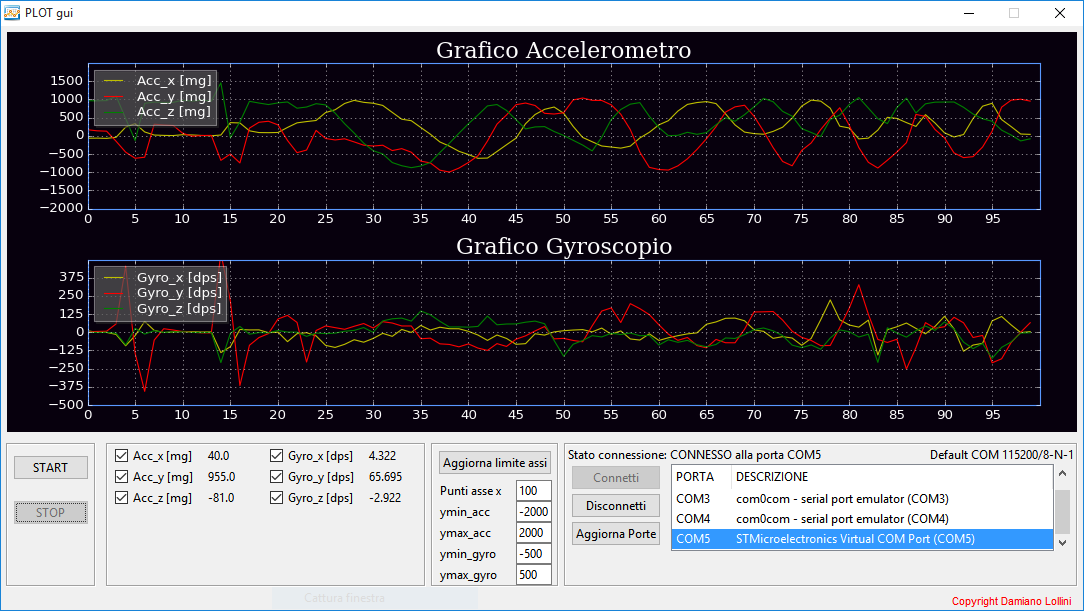 PLOT gui
Grafico Accelerometro
Acc_x [mg]
Acc_y [mg]
Acc_z [mg]
1500
1000
500
0
−500
−1000
−1500
−2000
0 5 10 15 20 25 30 35 40 45 50 55 60 65 70 75 80 85 90 95
Grafico Gyroscopio
Gyro_x [dps]
Gyro_y [dps]
Gyro_z [dps]
375
250
125
0
−125
−250
−375
−500
0 5 10 15 20 25 30 35 40 45 50 55 60 65 70 75 80 85 90 95
START
STOP
Acc_x [mg] 40.0 Gyro_x [dps] 4.322
Acc_y [mg] 955.0 Gyro_y [dps] 65.695
Acc_z [mg] -81.0 Gyro_z [dps] -2.922
Aggiorna limite assi
Punti asse x 100
ymin_acc -2000
ymax_acc 2000
ymin_gyro -500
ymax_gyro 500
Stato connessione: CONNESSO alla porta COM5 Default COM 115200/8-N-1
Connetti
Disconnetti
Aggiorna Porte
PORTA DESCRIZIONE
COM3 com0com - serial port emulator (COM3)
COM4 com0com - serial port emulator (COM4)
COM5 STMicroelectronics Virtual COM Port (COM5)
Cattura finestra
Copyright Damiano Lollini